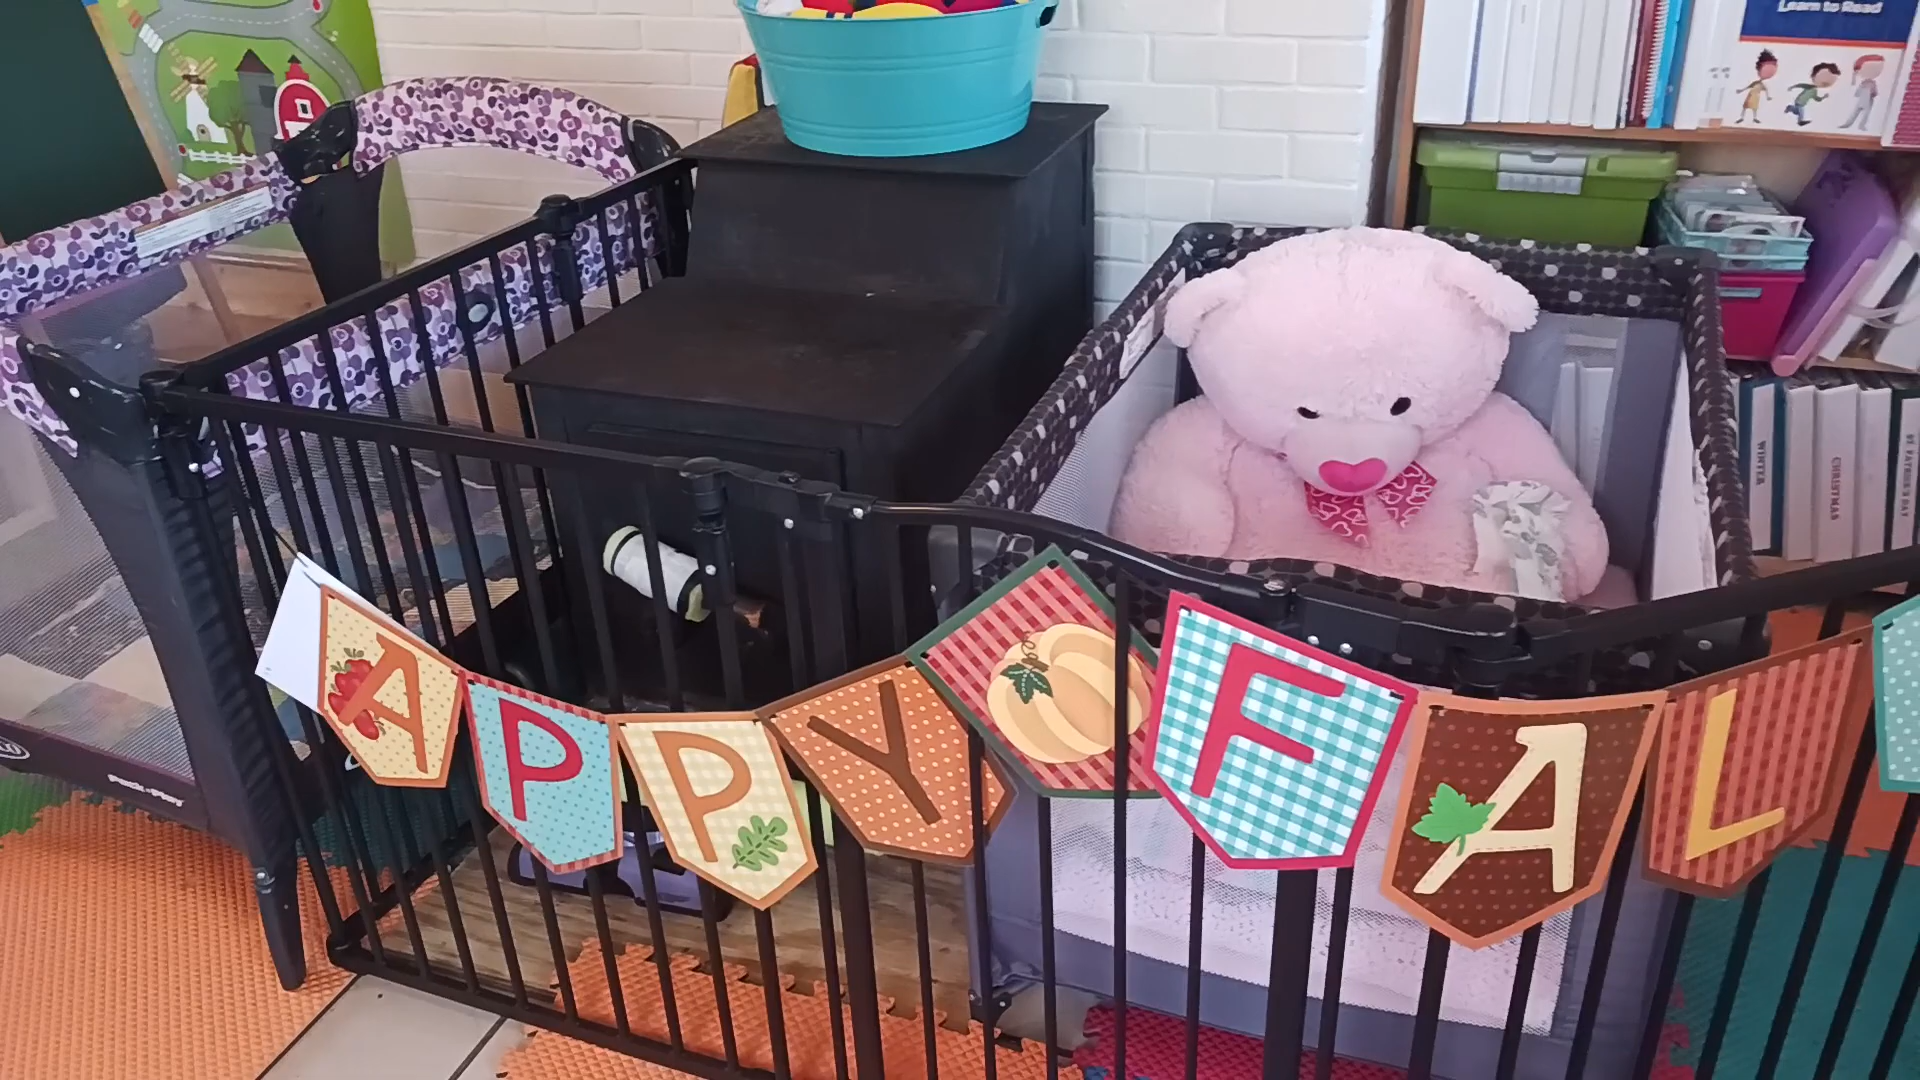 Learn to Read
WINTER
CHRISTMAS
ST PATRICK'S DAY
APPY FAL
Pack 'n Play